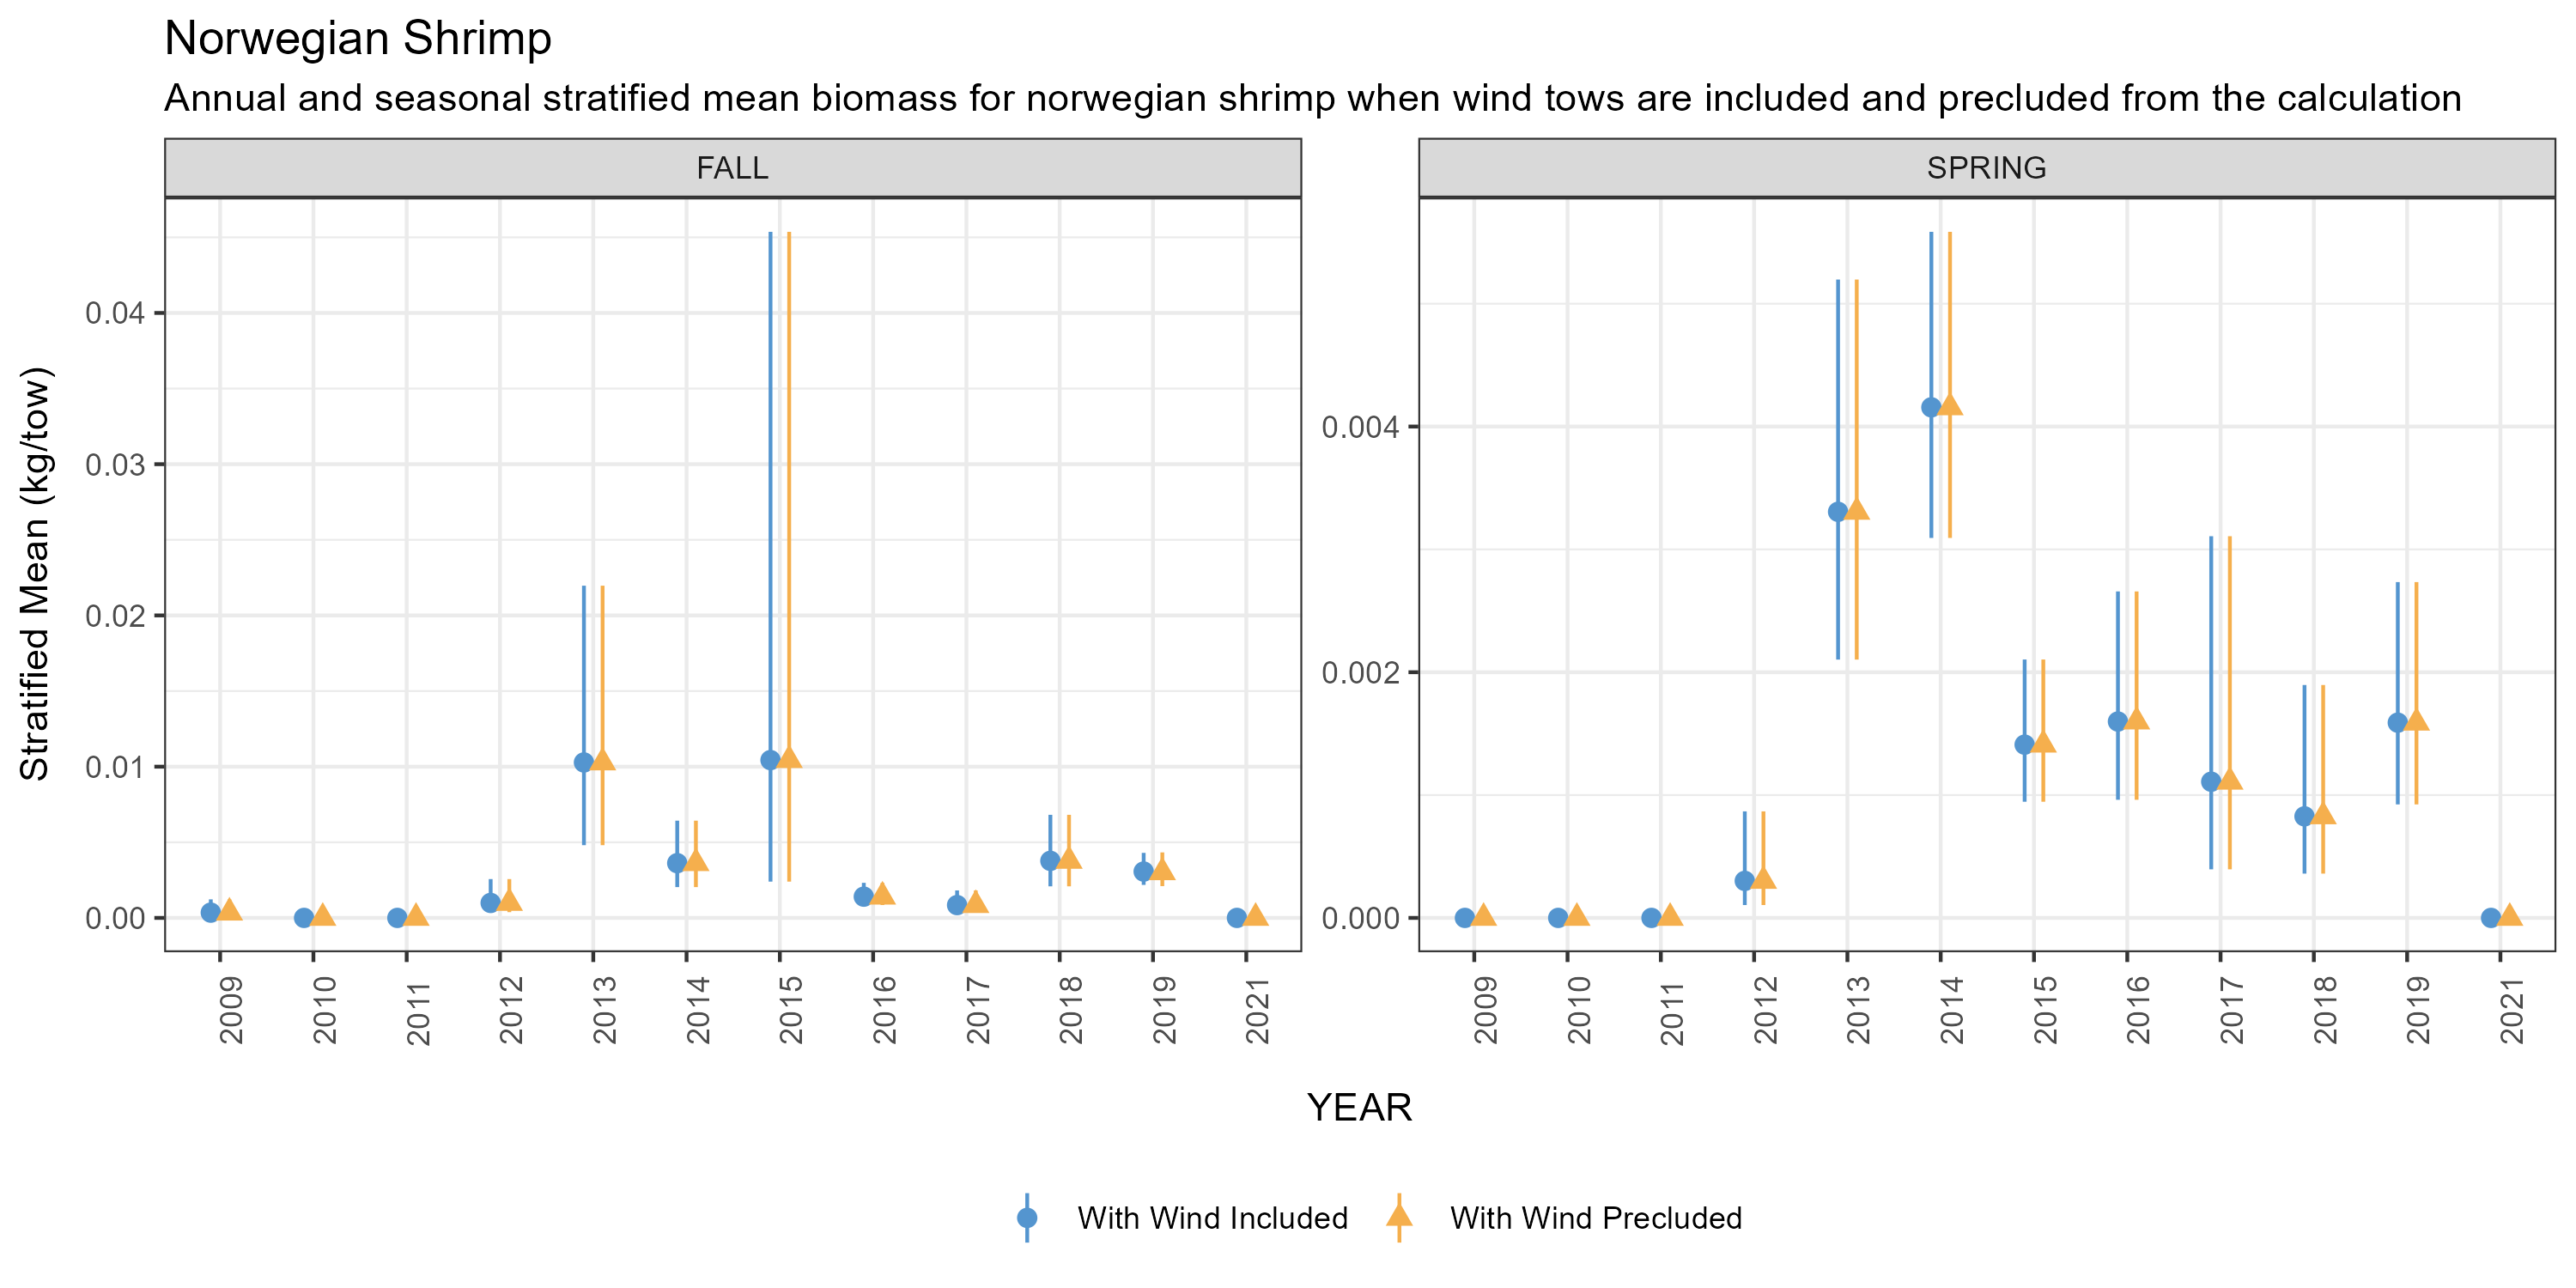 Norwegian Shrimp
Annual and seasonal stratified mean biomass for norwegian shrimp when wind tows are included and precluded from the calculation
FALL
SPRING
Stratified Mean (kg/tow)
0.04
0.03
0.02
0.01
0.00
0.004
0.002
0.000
2009 2010 2011 2012 2013 2014 2015 2016 2017 2018 2019 2021
2009 2010 2011 2012 2013 2014 2015 2016 2017 2018 2019 2021
YEAR
With Wind Included With Wind Precluded